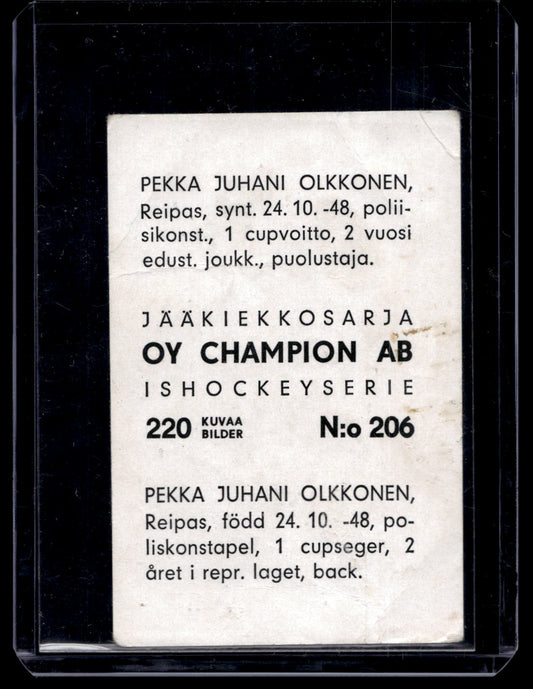 PEKKA JUHANI OLKKONEN,
Reipas, synt. 24. 10. -48, polii-
sikonst., 1 cupvoitto, 2 vuosi
edust. joukk., puolustaja.
JÄÄKIEKKOSARJA
OY CHAMPION AB
ISHOCKEYSERIE
220 KUVAA BILDER N:o 206
PEKKA JUHANI OLKKONEN,
Reipas, född 24. 10. -48, po-
liskonstapel, 1 cupseger, 2
året i repr. laget, back.